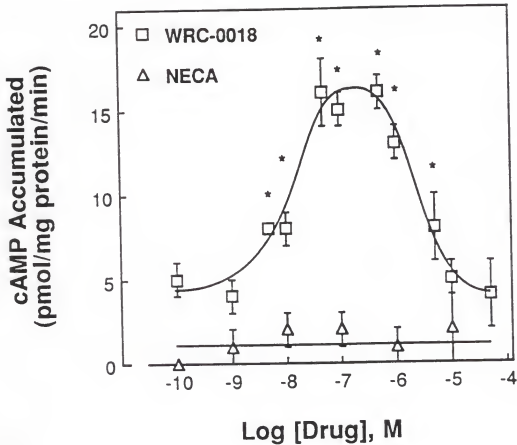 20
15
10
5
0
cAMP Accumulated
(pmol/mg protein/min)
□ WRC-0018
△ NECA
* * * * * * *
-10 -9 -8 -7 -6 -5 -4
Log [Drug], M